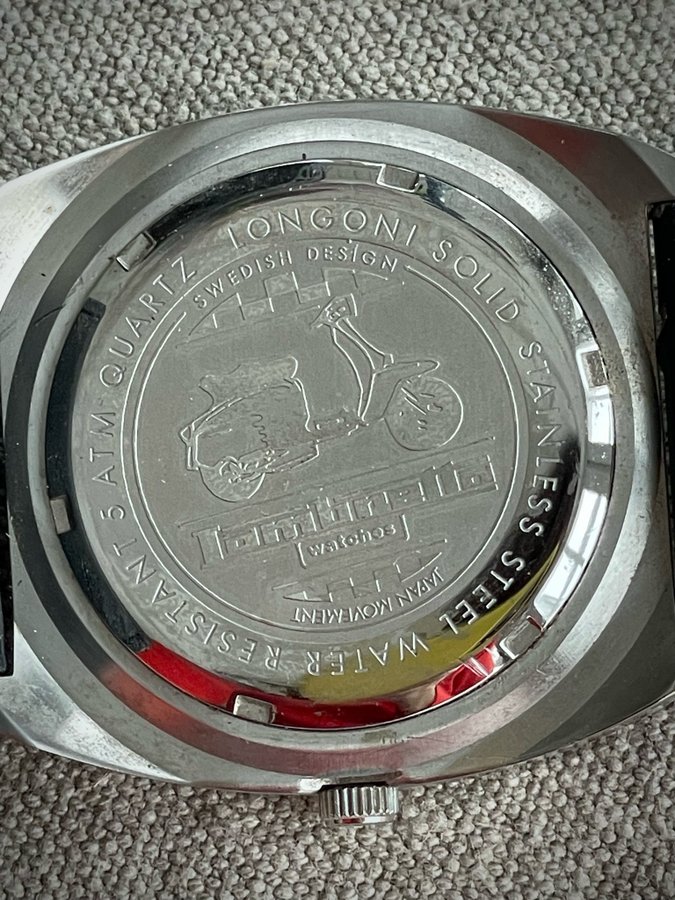 LONGONI SOLID STAINLESS STEEL WATER RESISTANT 5 ATM QUARTZ
SWEDISH DESIGN
Lambretta
[watches]
JAPAN MOVEMENT